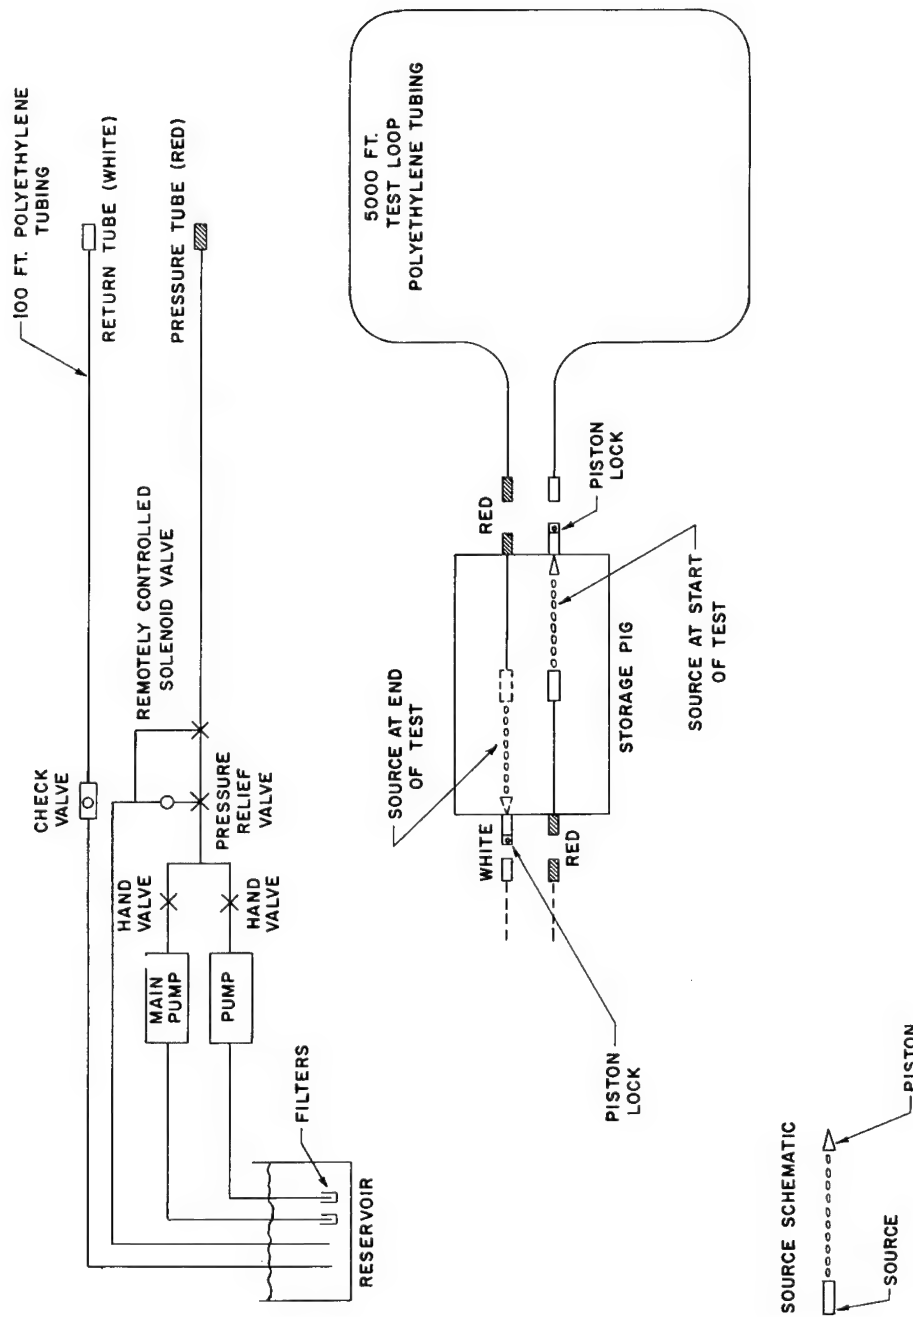 100 FT. POLYETHYLENE
TUBING
RETURN TUBE (WHITE)
PRESSURE TUBE (RED)
REMOTELY CONTROLLED
SOLENOID VALVE
CHECK
VALVE
PRESSURE
RELIEF
VALVE
HAND
VALVE
HAND
VALVE
MAIN
PUMP
PUMP
FILTERS
RESERVOIR
5000 FT.
TEST LOOP
POLYETHYLENE TUBING
RED
PISTON
LOCK
SOURCE AT END
OF TEST
SOURCE AT START
OF TEST
STORAGE PIG
WHITE
RED
PISTON
LOCK
SOURCE SCHEMATIC
PISTON
SOURCE